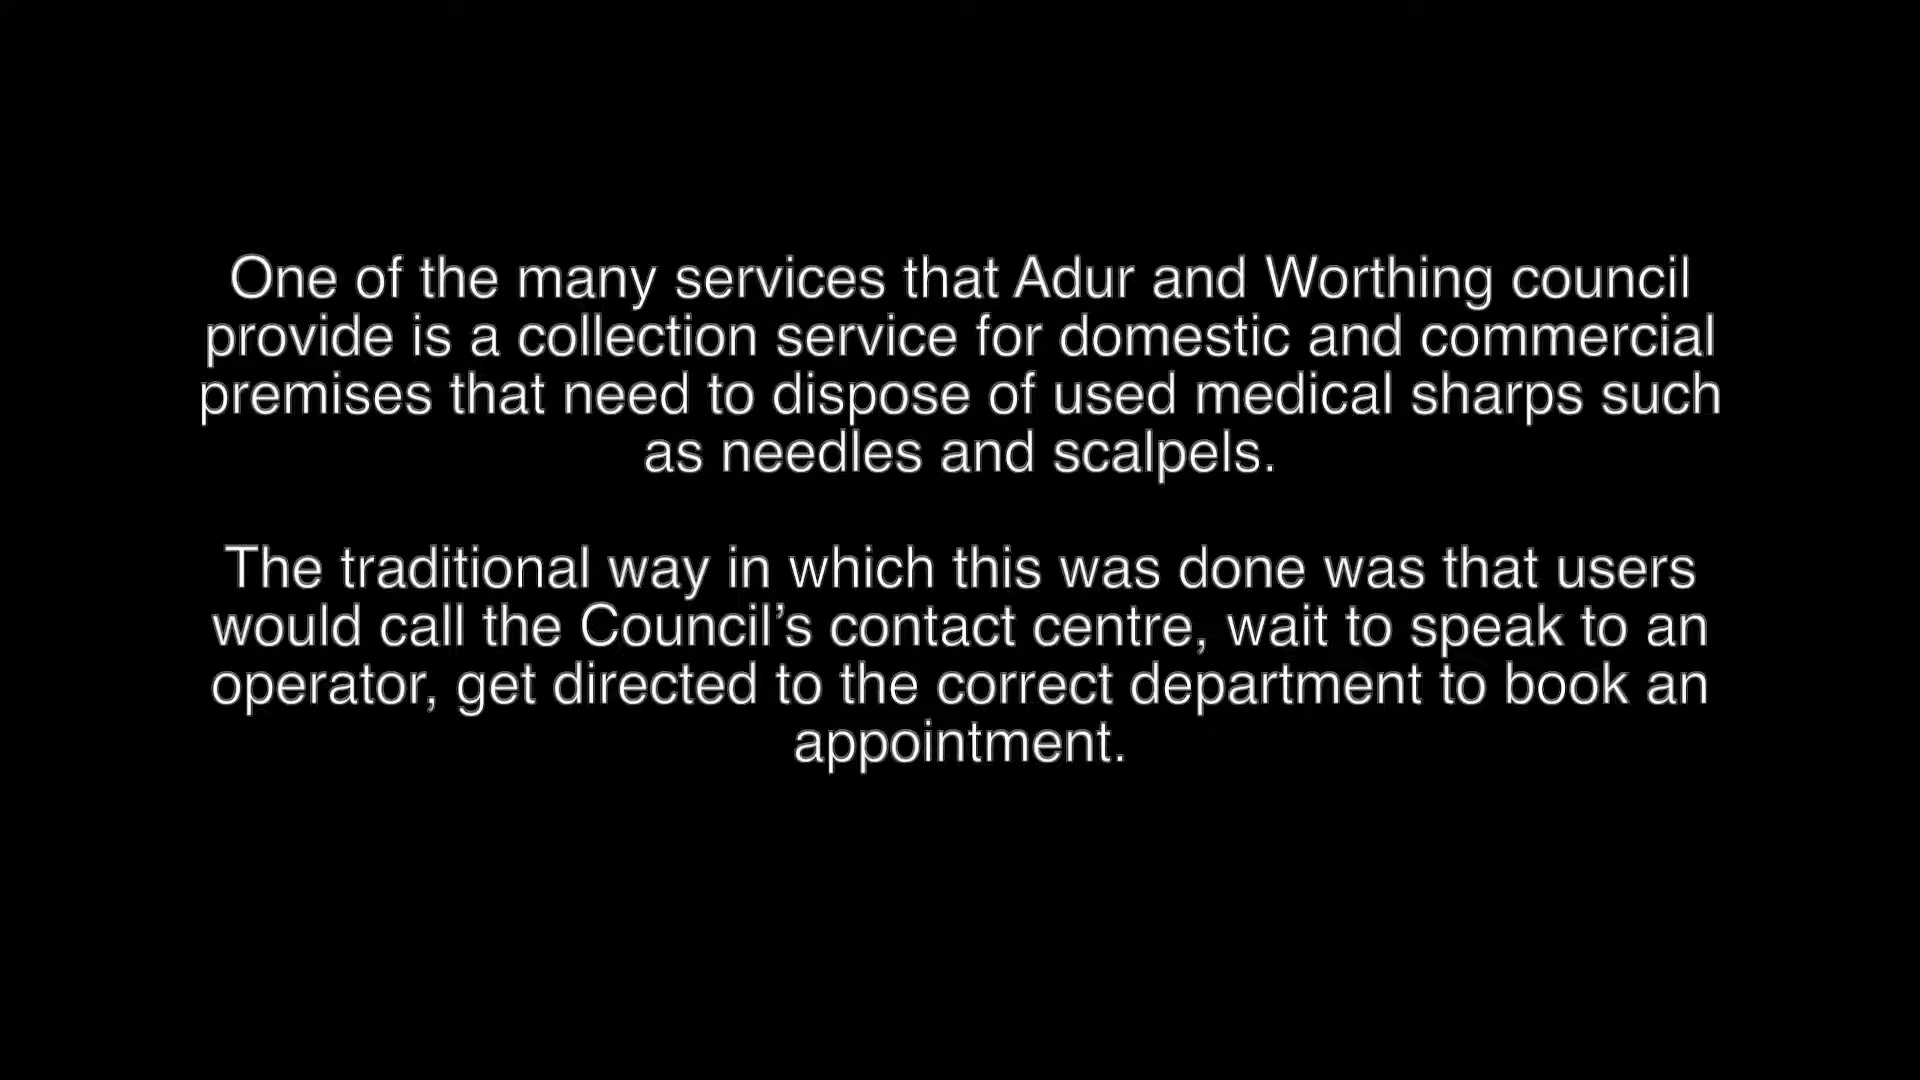 One of the many services that Adur and Worthing council
provide is a collection service for domestic and commercial
premises that need to dispose of used medical sharps such
as needles and scalpels.
The traditional way in which this was done was that users
would call the Council’s contact centre, wait to speak to an
operator, get directed to the correct department to book an
appointment.